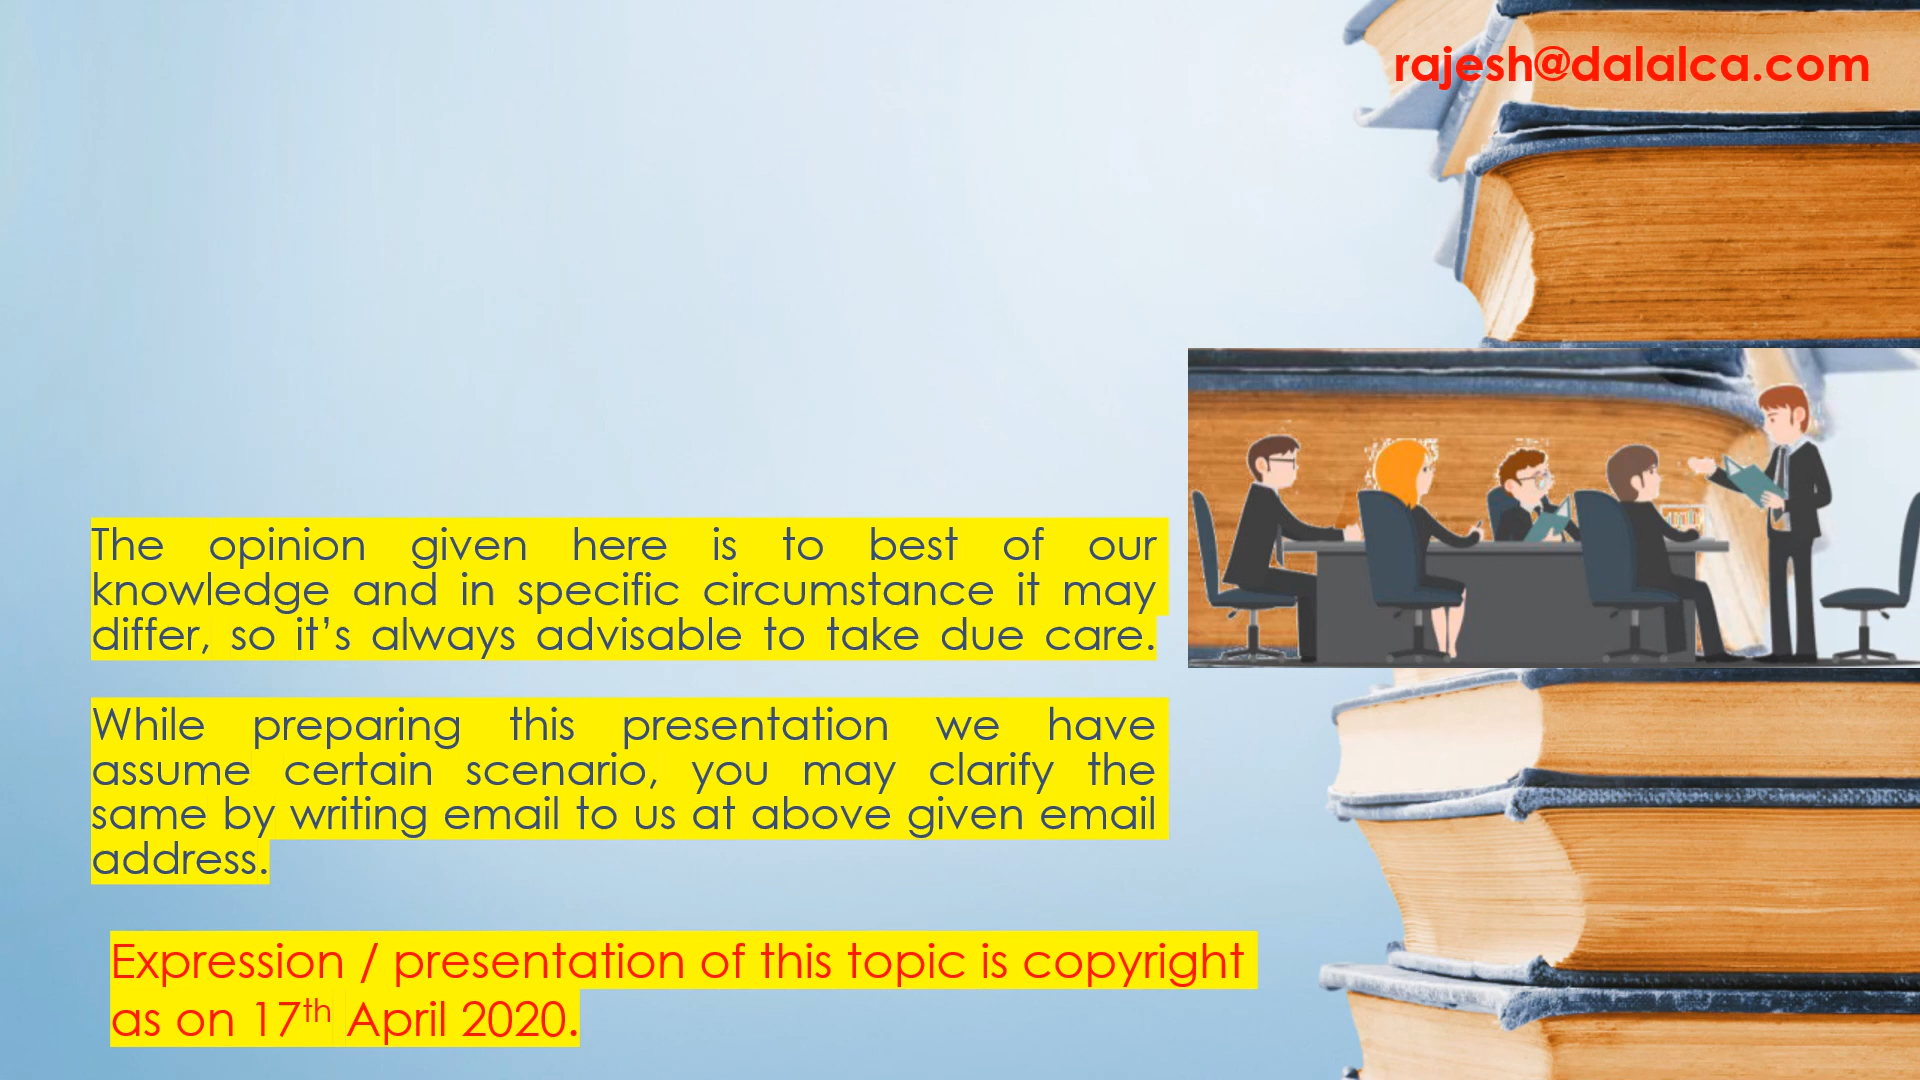 rajesh@dalalca.com
The opinion given here is to best of our
knowledge and in specific circumstance it may
differ, so it’s always advisable to take due care.
While preparing this presentation we have
assume certain scenario, you may clarify the
same by writing email to us at above given email
address.
Expression / presentation of this topic is copyright
as on 17th April 2020.